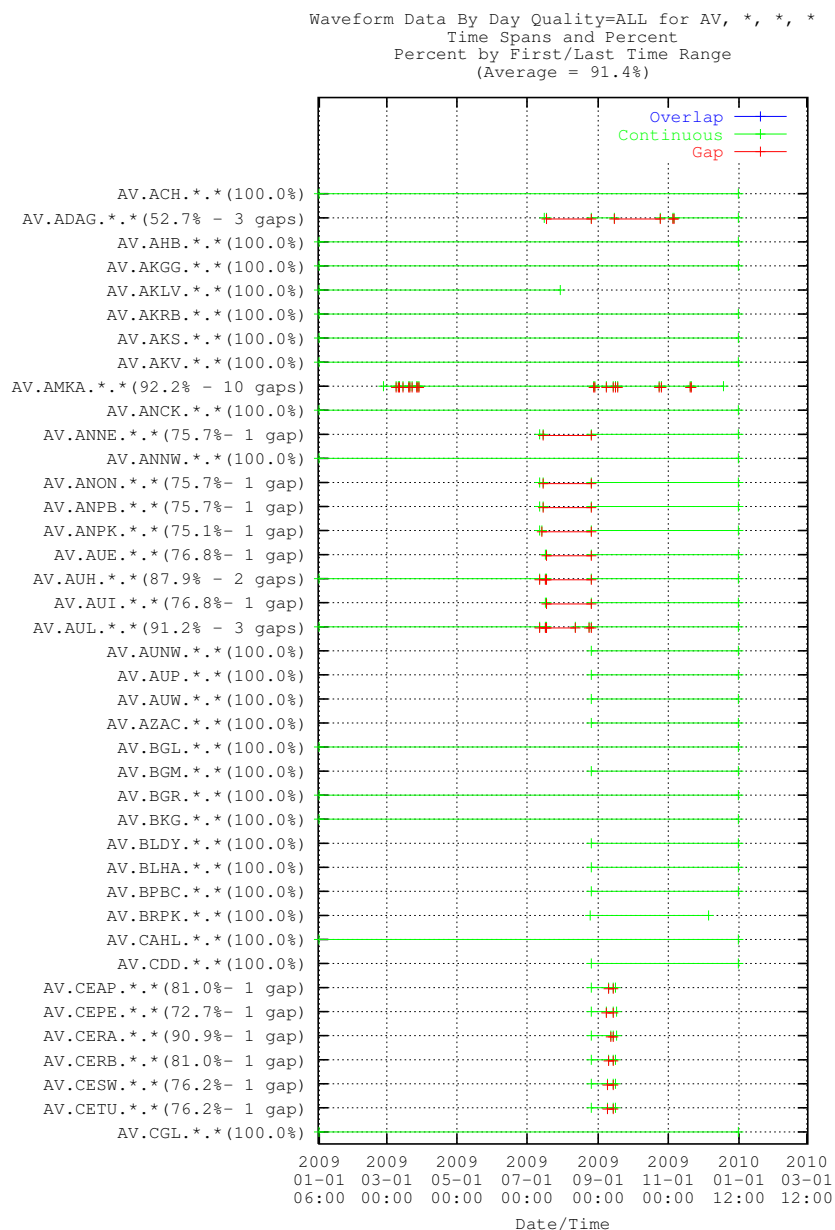 Waveform Data By Day Quality=ALL for AV, *, *, *
Time Spans and Percent
Percent by First/Last Time Range
(Average = 91.4%)
Overlap
Continuous
Gap
AV.ACH.*.*(100.0%)
AV.ADAG.*.*(52.7% - 3 gaps)
AV.AHB.*.*(100.0%)
AV.AKGG.*.*(100.0%)
AV.AKLV.*.*(100.0%)
AV.AKRB.*.*(100.0%)
AV.AKS.*.*(100.0%)
AV.AKV.*.*(100.0%)
AV.AMKA.*.*(92.2% - 10 gaps)
AV.ANCK.*.*(100.0%)
AV.ANNE.*.*(75.7%- 1 gap)
AV.ANNW.*.*(100.0%)
AV.ANON.*.*(75.7%- 1 gap)
AV.ANPB.*.*(75.7%- 1 gap)
AV.ANPK.*.*(75.1%- 1 gap)
AV.AUE.*.*(76.8%- 1 gap)
AV.AUH.*.*(87.9% - 2 gaps)
AV.AUI.*.*(76.8%- 1 gap)
AV.AUL.*.*(91.2% - 3 gaps)
AV.AUNW.*.*(100.0%)
AV.AUP.*.*(100.0%)
AV.AUW.*.*(100.0%)
AV.AZAC.*.*(100.0%)
AV.BGL.*.*(100.0%)
AV.BGM.*.*(100.0%)
AV.BGR.*.*(100.0%)
AV.BKG.*.*(100.0%)
AV.BLDY.*.*(100.0%)
AV.BLHA.*.*(100.0%)
AV.BPBC.*.*(100.0%)
AV.BRPK.*.*(100.0%)
AV.CAHL.*.*(100.0%)
AV.CDD.*.*(100.0%)
AV.CEAP.*.*(81.0%- 1 gap)
AV.CEPE.*.*(72.7%- 1 gap)
AV.CERA.*.*(90.9%- 1 gap)
AV.CERB.*.*(81.0%- 1 gap)
AV.CESW.*.*(76.2%- 1 gap)
AV.CETU.*.*(76.2%- 1 gap)
AV.CGL.*.*(100.0%)
2009 2009 2009 2009 2009 2009 2010 2010
01-01 03-01 05-01 07-01 09-01 11-01 01-01 03-01
06:00 00:00 00:00 00:00 00:00 00:00 12:00 12:00
Date/Time